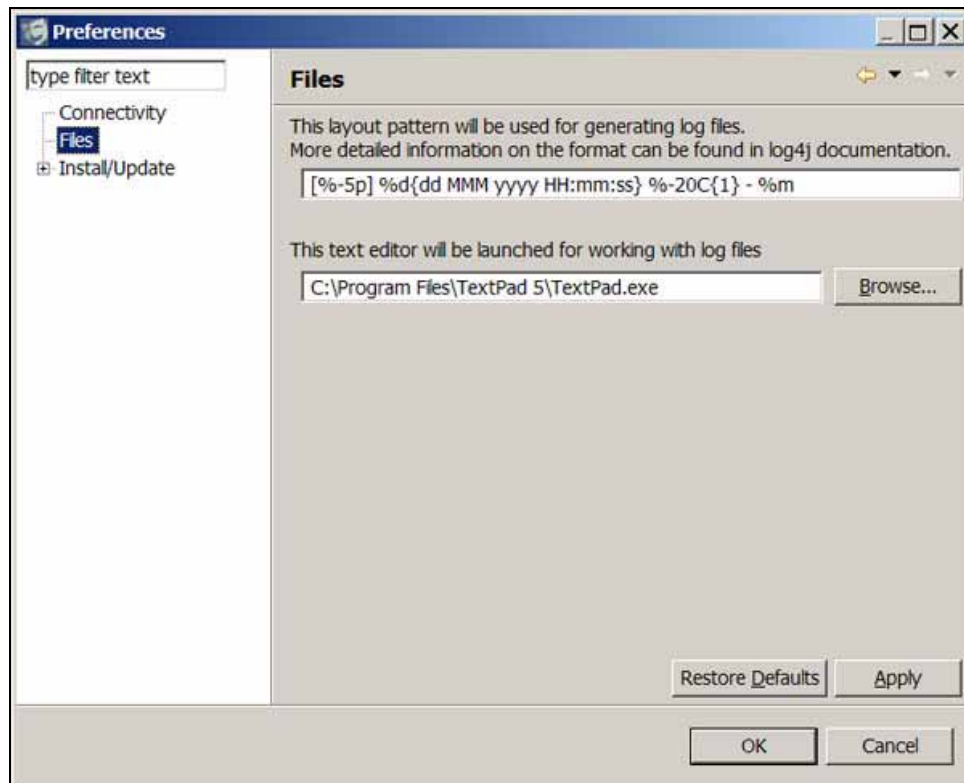 Preferences
type filter text
Connectivity
Files
Install/Update
Files
This layout pattern will be used for generating log files.
More detailed information on the format can be found in log4j documentation.
[%-5p] %d{dd MMM yyyy HH:mm:ss} %-20C{1} - %m
This text editor will be launched for working with log files
C:\Program Files\TextPad 5\TextPad.exe
Browse...
Restore Defaults
Apply
OK
Cancel